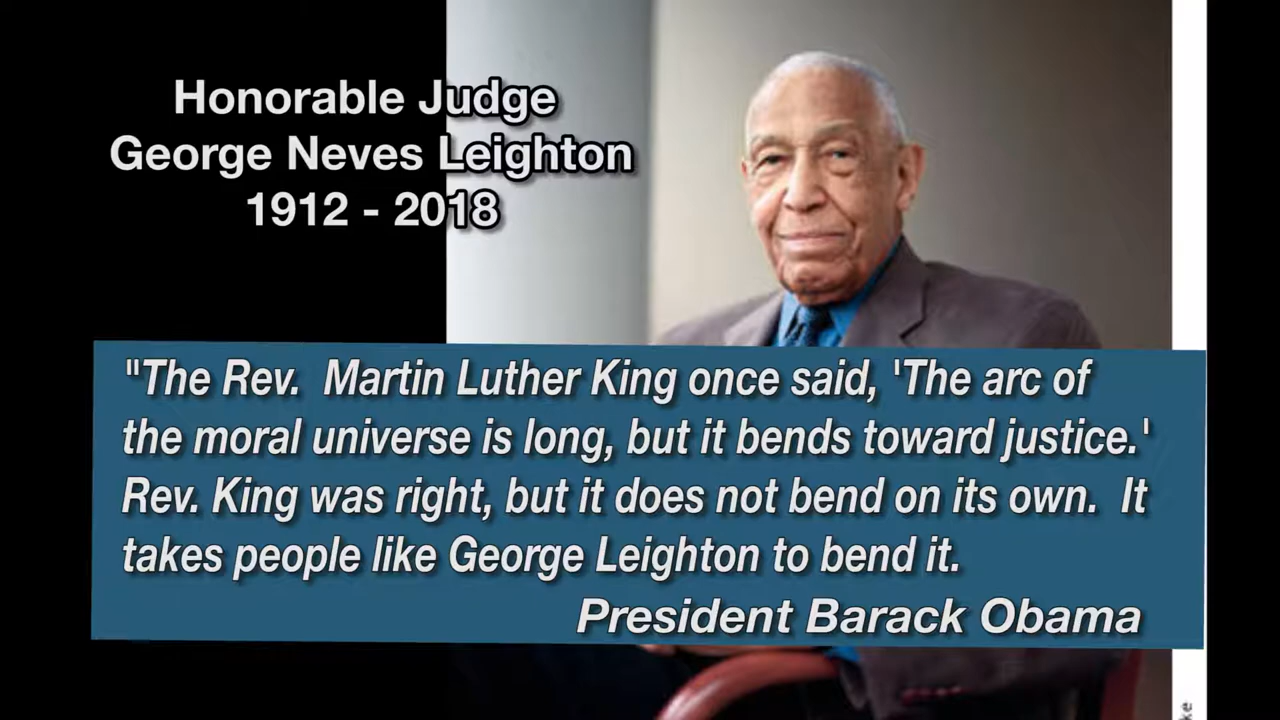 Honorable Judge
George Neves Leighton
1912 - 2018
"The Rev.  Martin Luther King once said, 'The arc of
the moral universe is long, but it bends toward justice.'
Rev. King was right, but it does not bend on its own.  It
takes people like George Leighton to bend it.
President Barack Obama